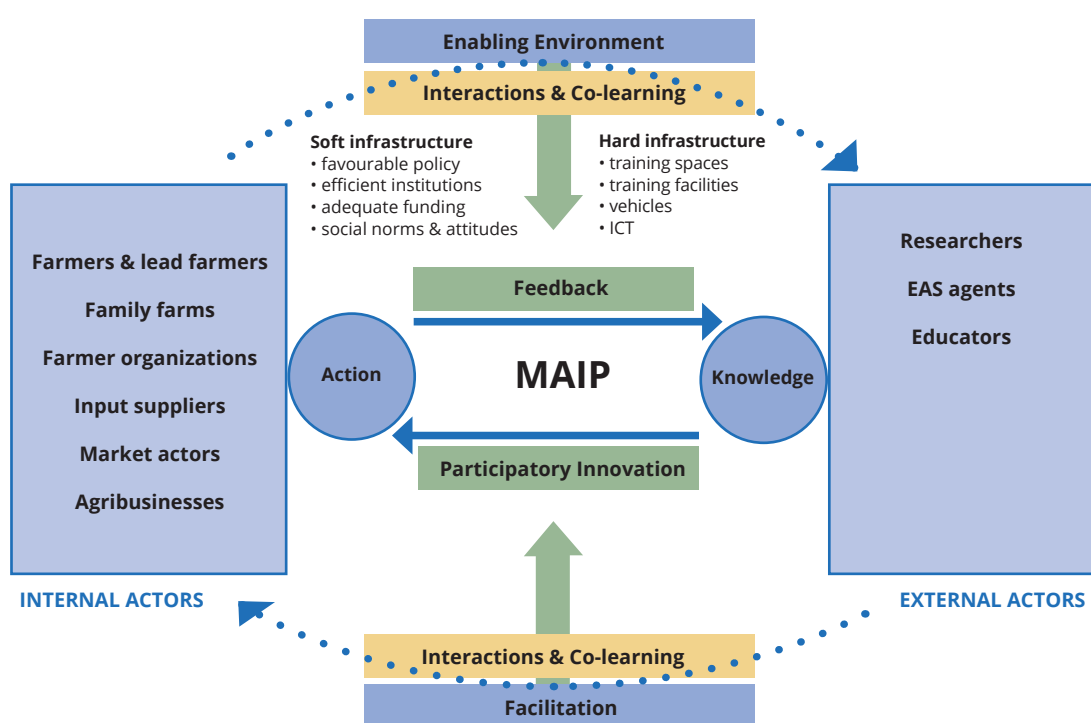 Enabling Environment
Interactions & Co-learning
Soft infrastructure
• favourable policy
• efficient institutions
• adequate funding
• social norms & attitudes
Hard infrastructure
• training spaces
• training facilities
• vehicles
• ICT
Farmers & lead farmers
Family farms
Farmer organizations
Input suppliers
Market actors
Agribusinesses
INTERNAL ACTORS
Action
Feedback
MAIP
Participatory Innovation
Knowledge
Researchers
EAS agents
Educators
EXTERNAL ACTORS
Interactions & Co-learning
Facilitation